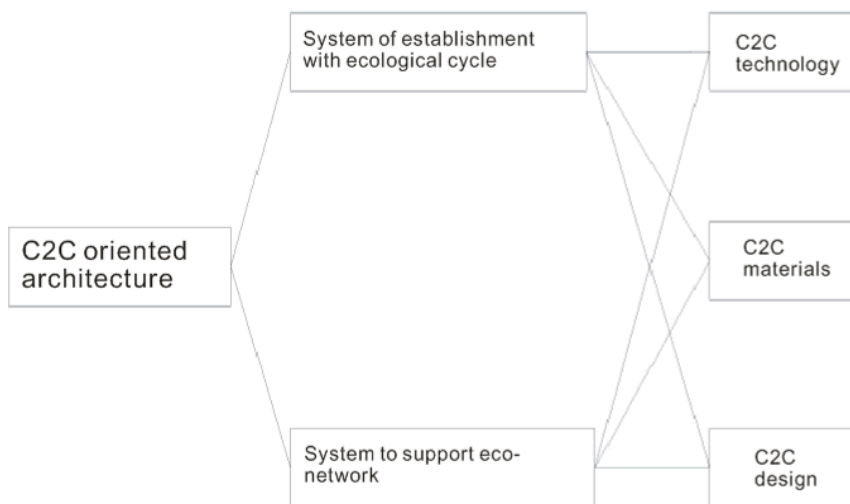 System of establishment
with ecological cycle
C2C
technology
C2C oriented
architecture
C2C
materials
System to support eco-
network
C2C
design